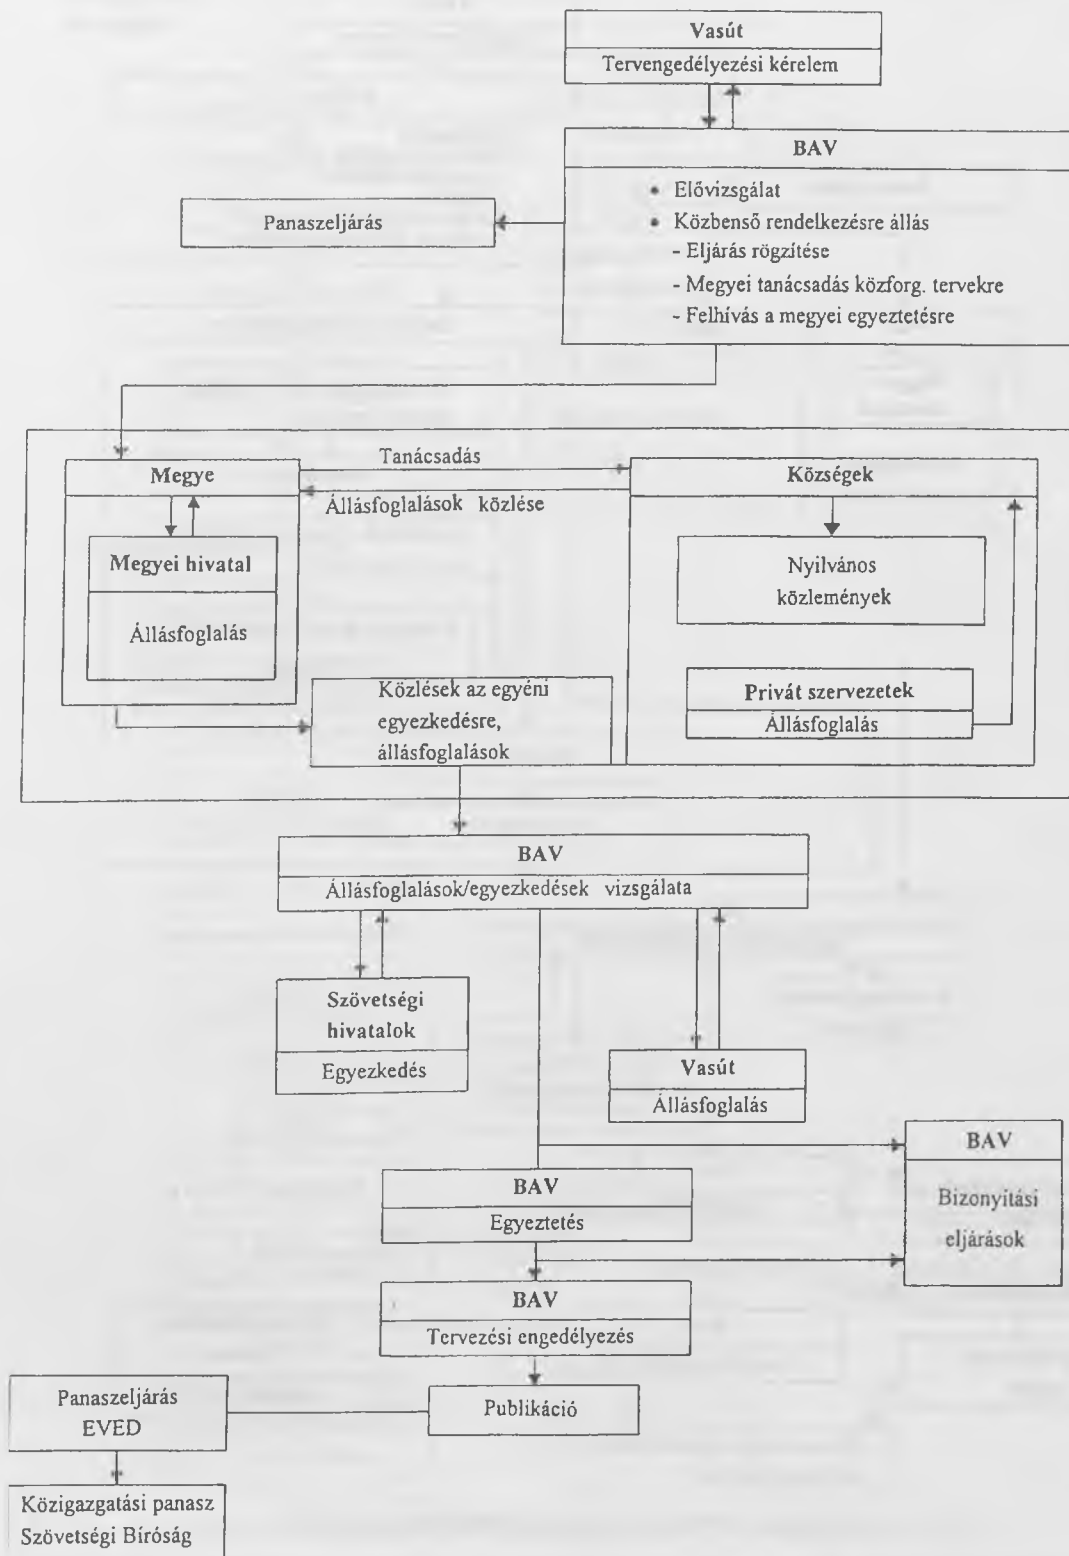 Vasút
Tervengedélyezési kérelem
BAV
• Elővizsgálat
• Közbenső rendelkezésre állás
- Eljárás rögzítése
- Megyei tanácsadás közforg. tervekre
- Felhívás a megyei egyeztetésre
Panaszeljárás
Megye
Tanácsadás
Állásfoglalások közlése
Községek
Megyei hivatal
Állásfoglalás
Nyilvános
közlemények
Privát szervezetek
Állásfoglalás
Közlések az egyéni
egyezkedésre,
állásfoglalások
BAV
Állásfoglalások/egyezkedések vizsgálata
Szövetségi
hivatalok
Egyezkedés
Vasút
Állásfoglalás
BAV
Bizonyítási
eljárások
BAV
Egyeztetés
BAV
Tervezési engedélyezés
Publikáció
Panaszeljárás
EVED
Közigazgatási panasz
Szövetségi Bíróság